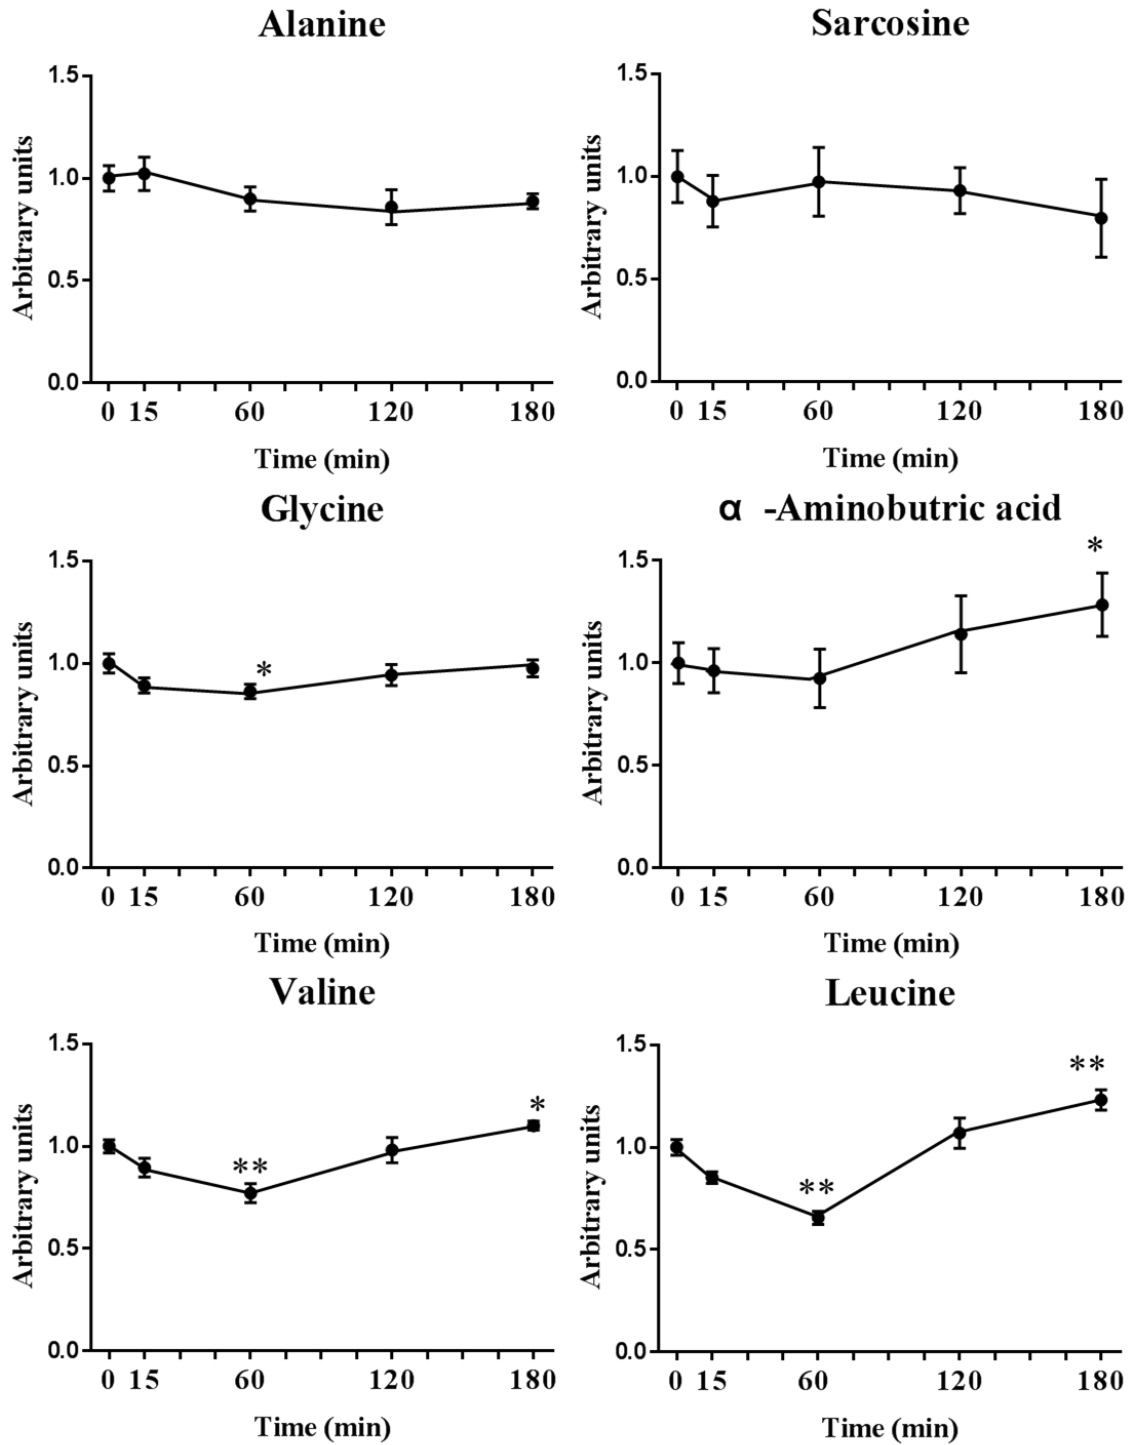 Alanine
Arbitrary units
1.5
1.0
0.5
0.0
0 15 60 120 180
Time (min)
Sarcosine
Arbitrary units
1.5
1.0
0.5
0.0
0 15 60 120 180
Time (min)
Glycine
Arbitrary units
1.5
1.0
0.5
0.0
*
0 15 60 120 180
Time (min)
α -Aminobutric acid
Arbitrary units
1.5
1.0
0.5
0.0
*
0 15 60 120 180
Time (min)
Valine
Arbitrary units
1.5
1.0
0.5
0.0
** *
0 15 60 120 180
Time (min)
Leucine
Arbitrary units
1.5
1.0
0.5
0.0
** **
0 15 60 120 180
Time (min)